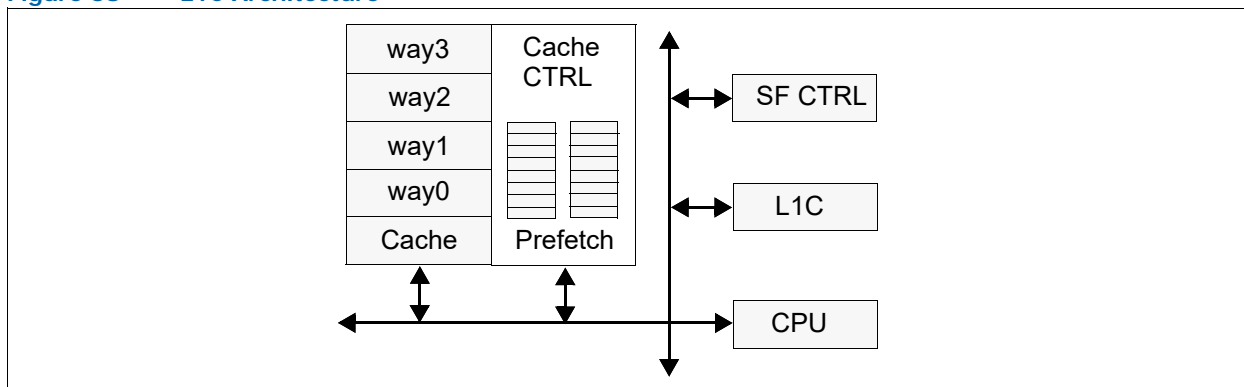 way3
way2
way1
way0
Cache
Cache
CTRL
Prefetch
SF CTRL
L1C
CPU